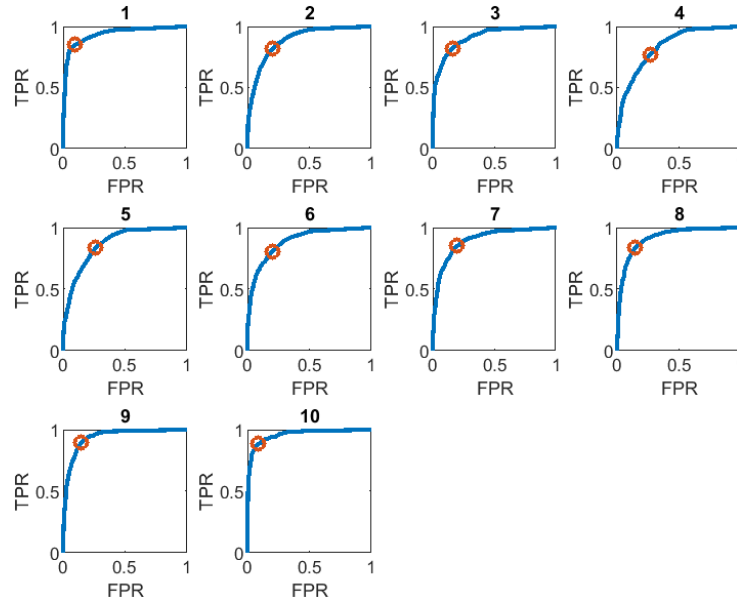 1 2 3 4
1 1 1 1
TPR TPR TPR TPR
0.5 0.5 0.5 0.5
0 0 0 0
0 0.5 1 0 0.5 1 0 0.5 1 0 0.5
FPR FPR FPR FPR
5 6 7 8
1 1 1 1
TPR TPR TPR TPR
0.5 0.5 0.5 0.5
0 0 0 0
0 0.5 1 0 0.5 1 0 0.5 1 0 0.5
FPR FPR FPR FPR
9 10
1 1
TPR TPR
0.5 0.5
0 0
0 0.5 1 0 0.5 1
FPR FPR